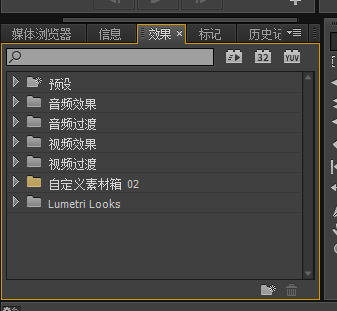 媒体浏览器 信息 效果 × 标记 历史记
32 YUV
预设
音频效果
音频过渡
视频效果
视频过渡
自定义素材箱 02
Lumetri Looks